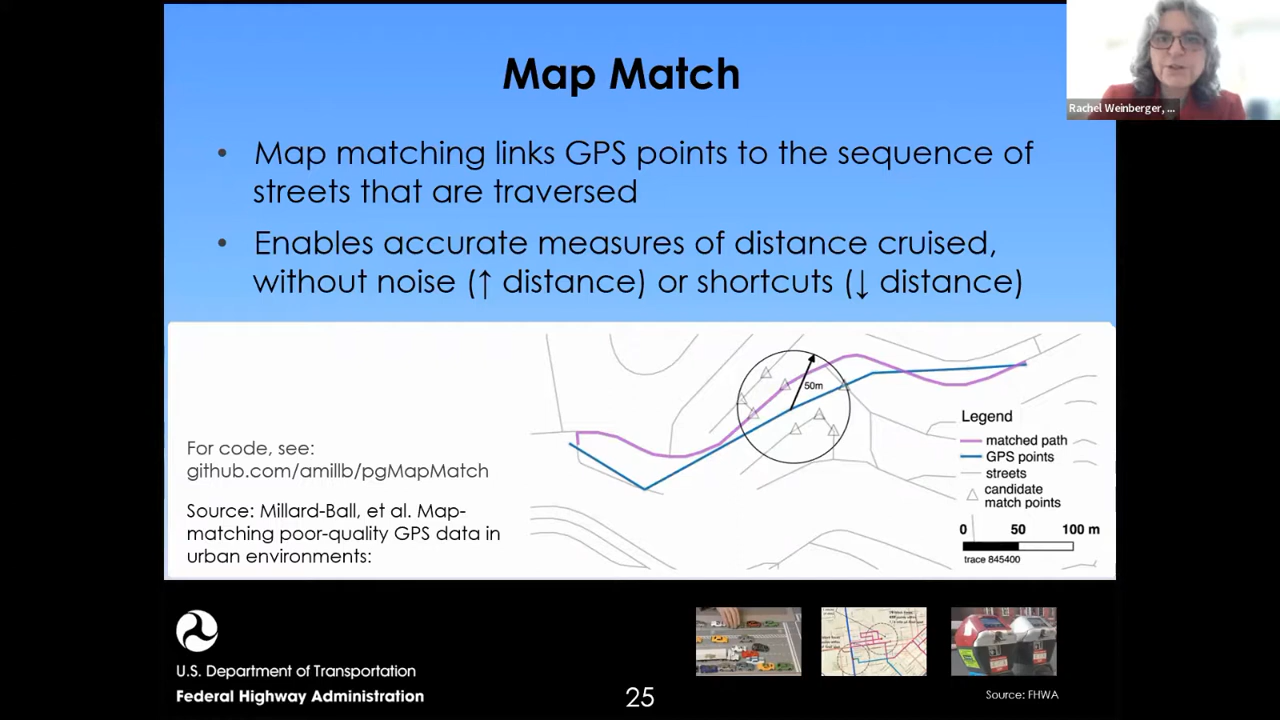 Map Match
Rachel Weinberger, ...
• Map matching links GPS points to the sequence of
streets that are traversed
• Enables accurate measures of distance cruised,
without noise (↑ distance) or shortcuts (↓ distance)
50m
For code, see:
github.com/amillb/pgMapMatch
Source: Millard-Ball, et al. Map-
matching poor-quality GPS data in
urban environments:
Legend
matched path
GPS points
streets
candidate
match points
0 50 100 m
trace 845400
U.S. Department of Transportation
Federal Highway Administration
25
Source: FHWA